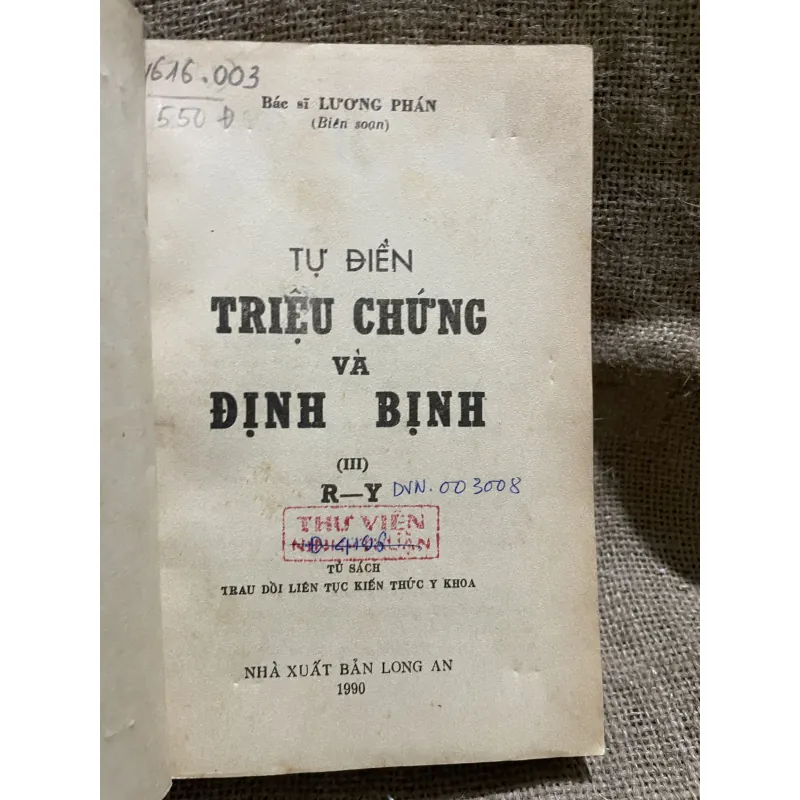 616.003
550 Đ
Bác sĩ LƯƠNG PHÁN
(Biên soạn)
TỰ ĐIỂN
TRIỆU CHỨNG
VÀ
ĐỊNH BỊNH
(III)
R—Y DVN.003008
THƯ VIỆN
TỦ SÁCH
TRAU DỒI LIÊN TỤC KIẾN THỨC Y KHOA
NHÀ XUẤT BẢN LONG AN
1990